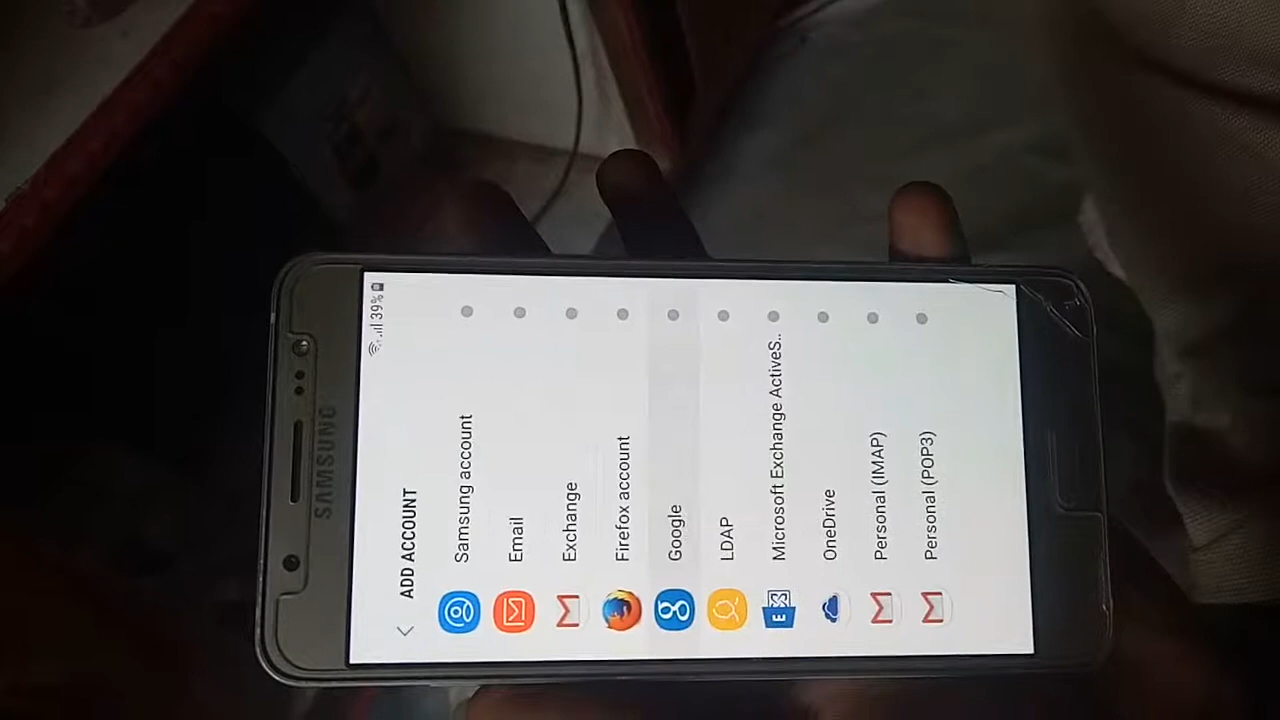 SAMSUNG
39%
ADD ACCOUNT
Samsung account
Email
Exchange
Firefox account
Google
LDAP
Microsoft Exchange ActiveS..
OneDrive
Personal (IMAP)
Personal (POP3)